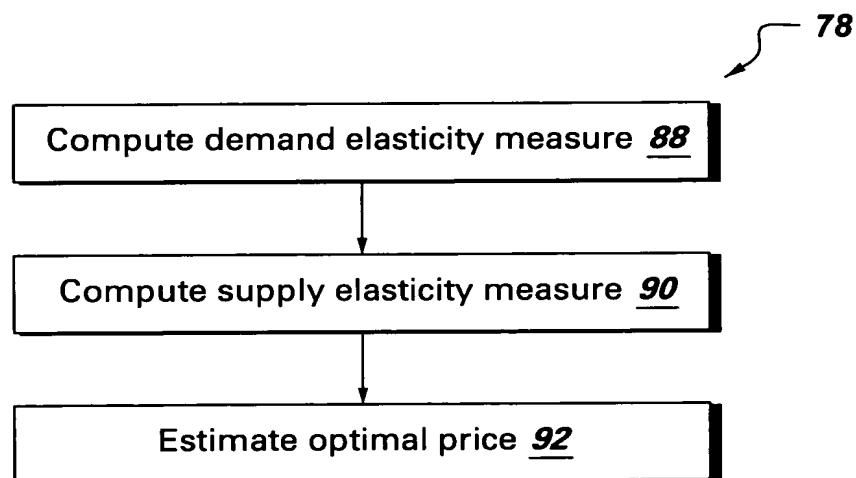 78
Compute demand elasticity measure 88
Compute supply elasticity measure 90
Estimate optimal price 92